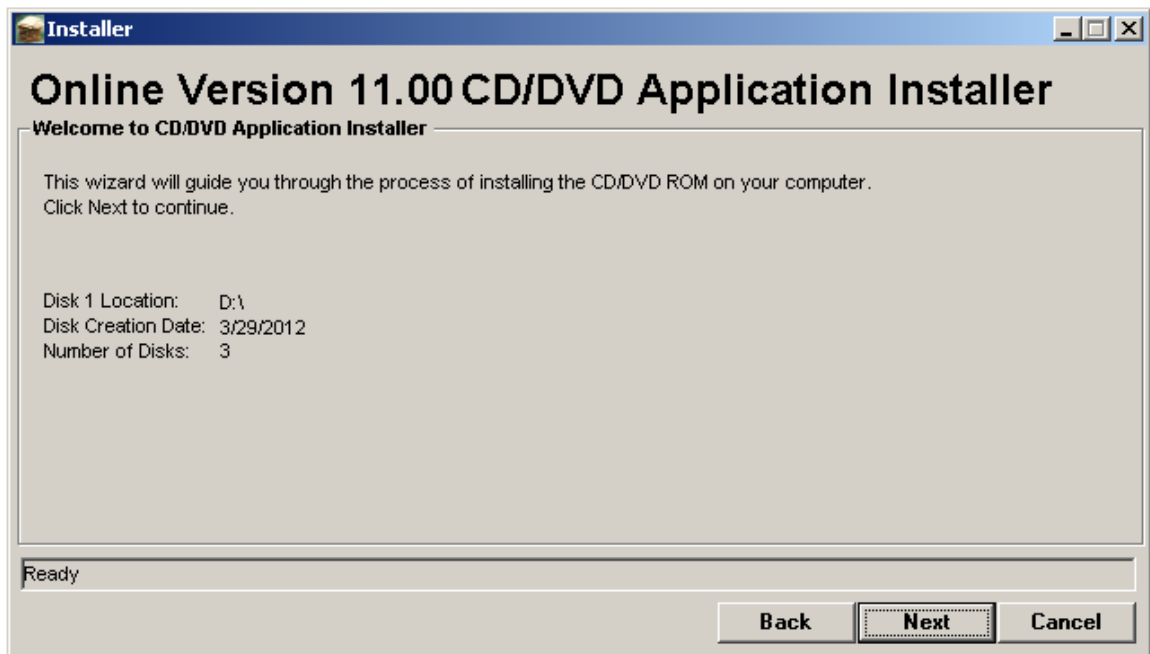 Installer
Online Version 11.00 CD/DVD Application Installer
Welcome to CD/DVD Application Installer
This wizard will guide you through the process of installing the CD/DVD ROM on your computer.
Click Next to continue.
Disk 1 Location: D:\
Disk Creation Date: 3/29/2012
Number of Disks: 3
Ready
Back Next Cancel